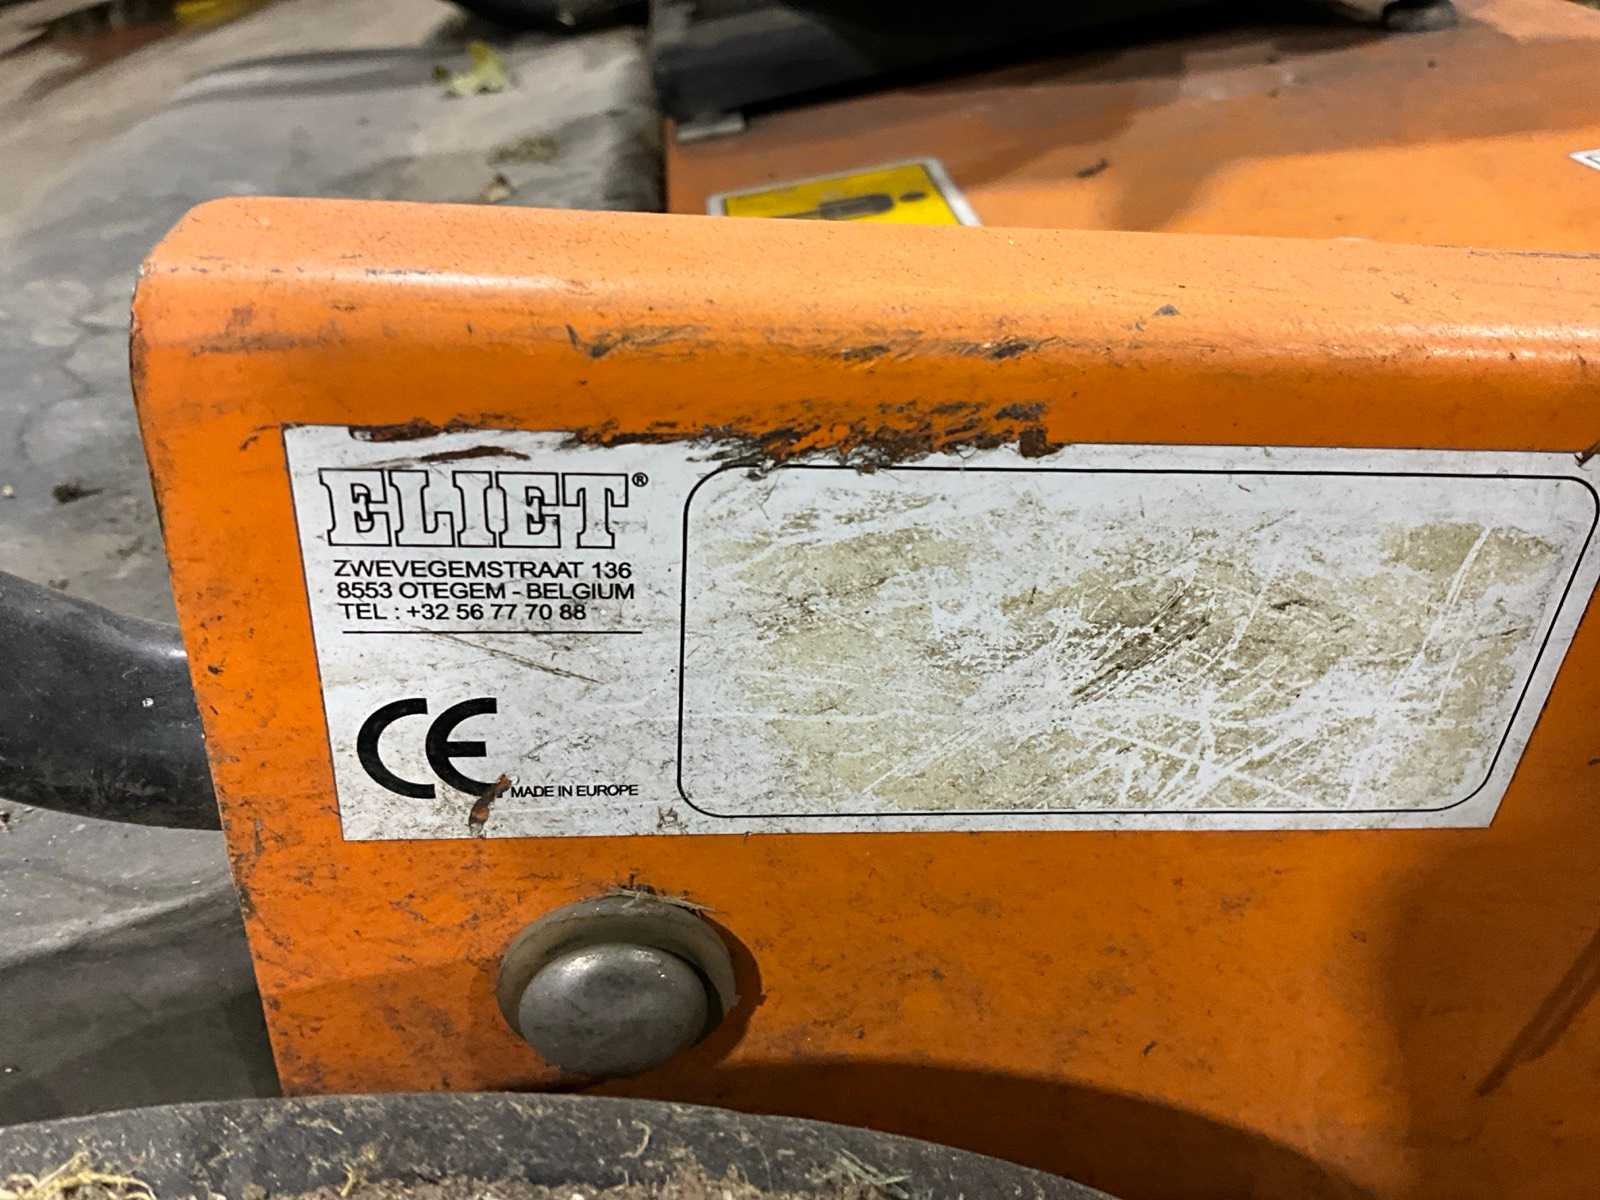 ELIET®
ZWEVEGEMSTRAAT 136
8553 OTEGEM - BELGIUM
TEL : +32 56 77 70 88
CE
MADE IN EUROPE